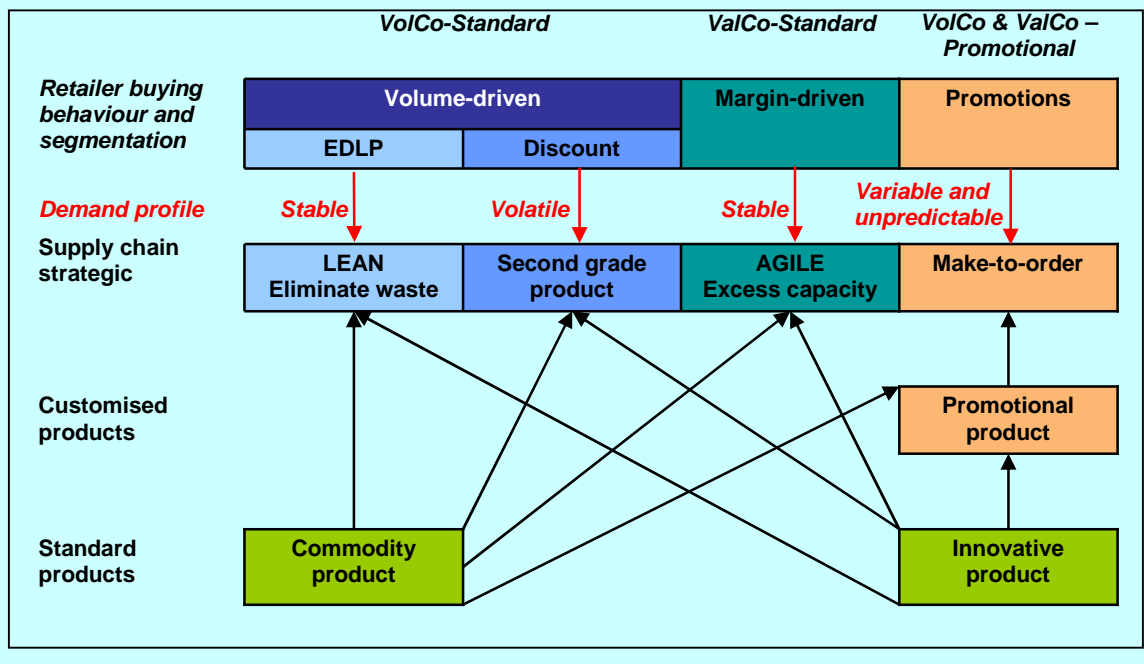 VolCo-Standard
ValCo-Standard
VolCo & ValCo –
Promotional
Retailer buying
behaviour and
segmentation
Volume-driven
Margin-driven
Promotions
EDLP
Discount
Demand profile
Stable
Volatile
Stable
Variable and
unpredictable
Supply chain
strategic
LEAN
Eliminate waste
Second grade
product
AGILE
Excess capacity
Make-to-order
Customised
products
Promotional
product
Standard
products
Commodity
product
Innovative
product